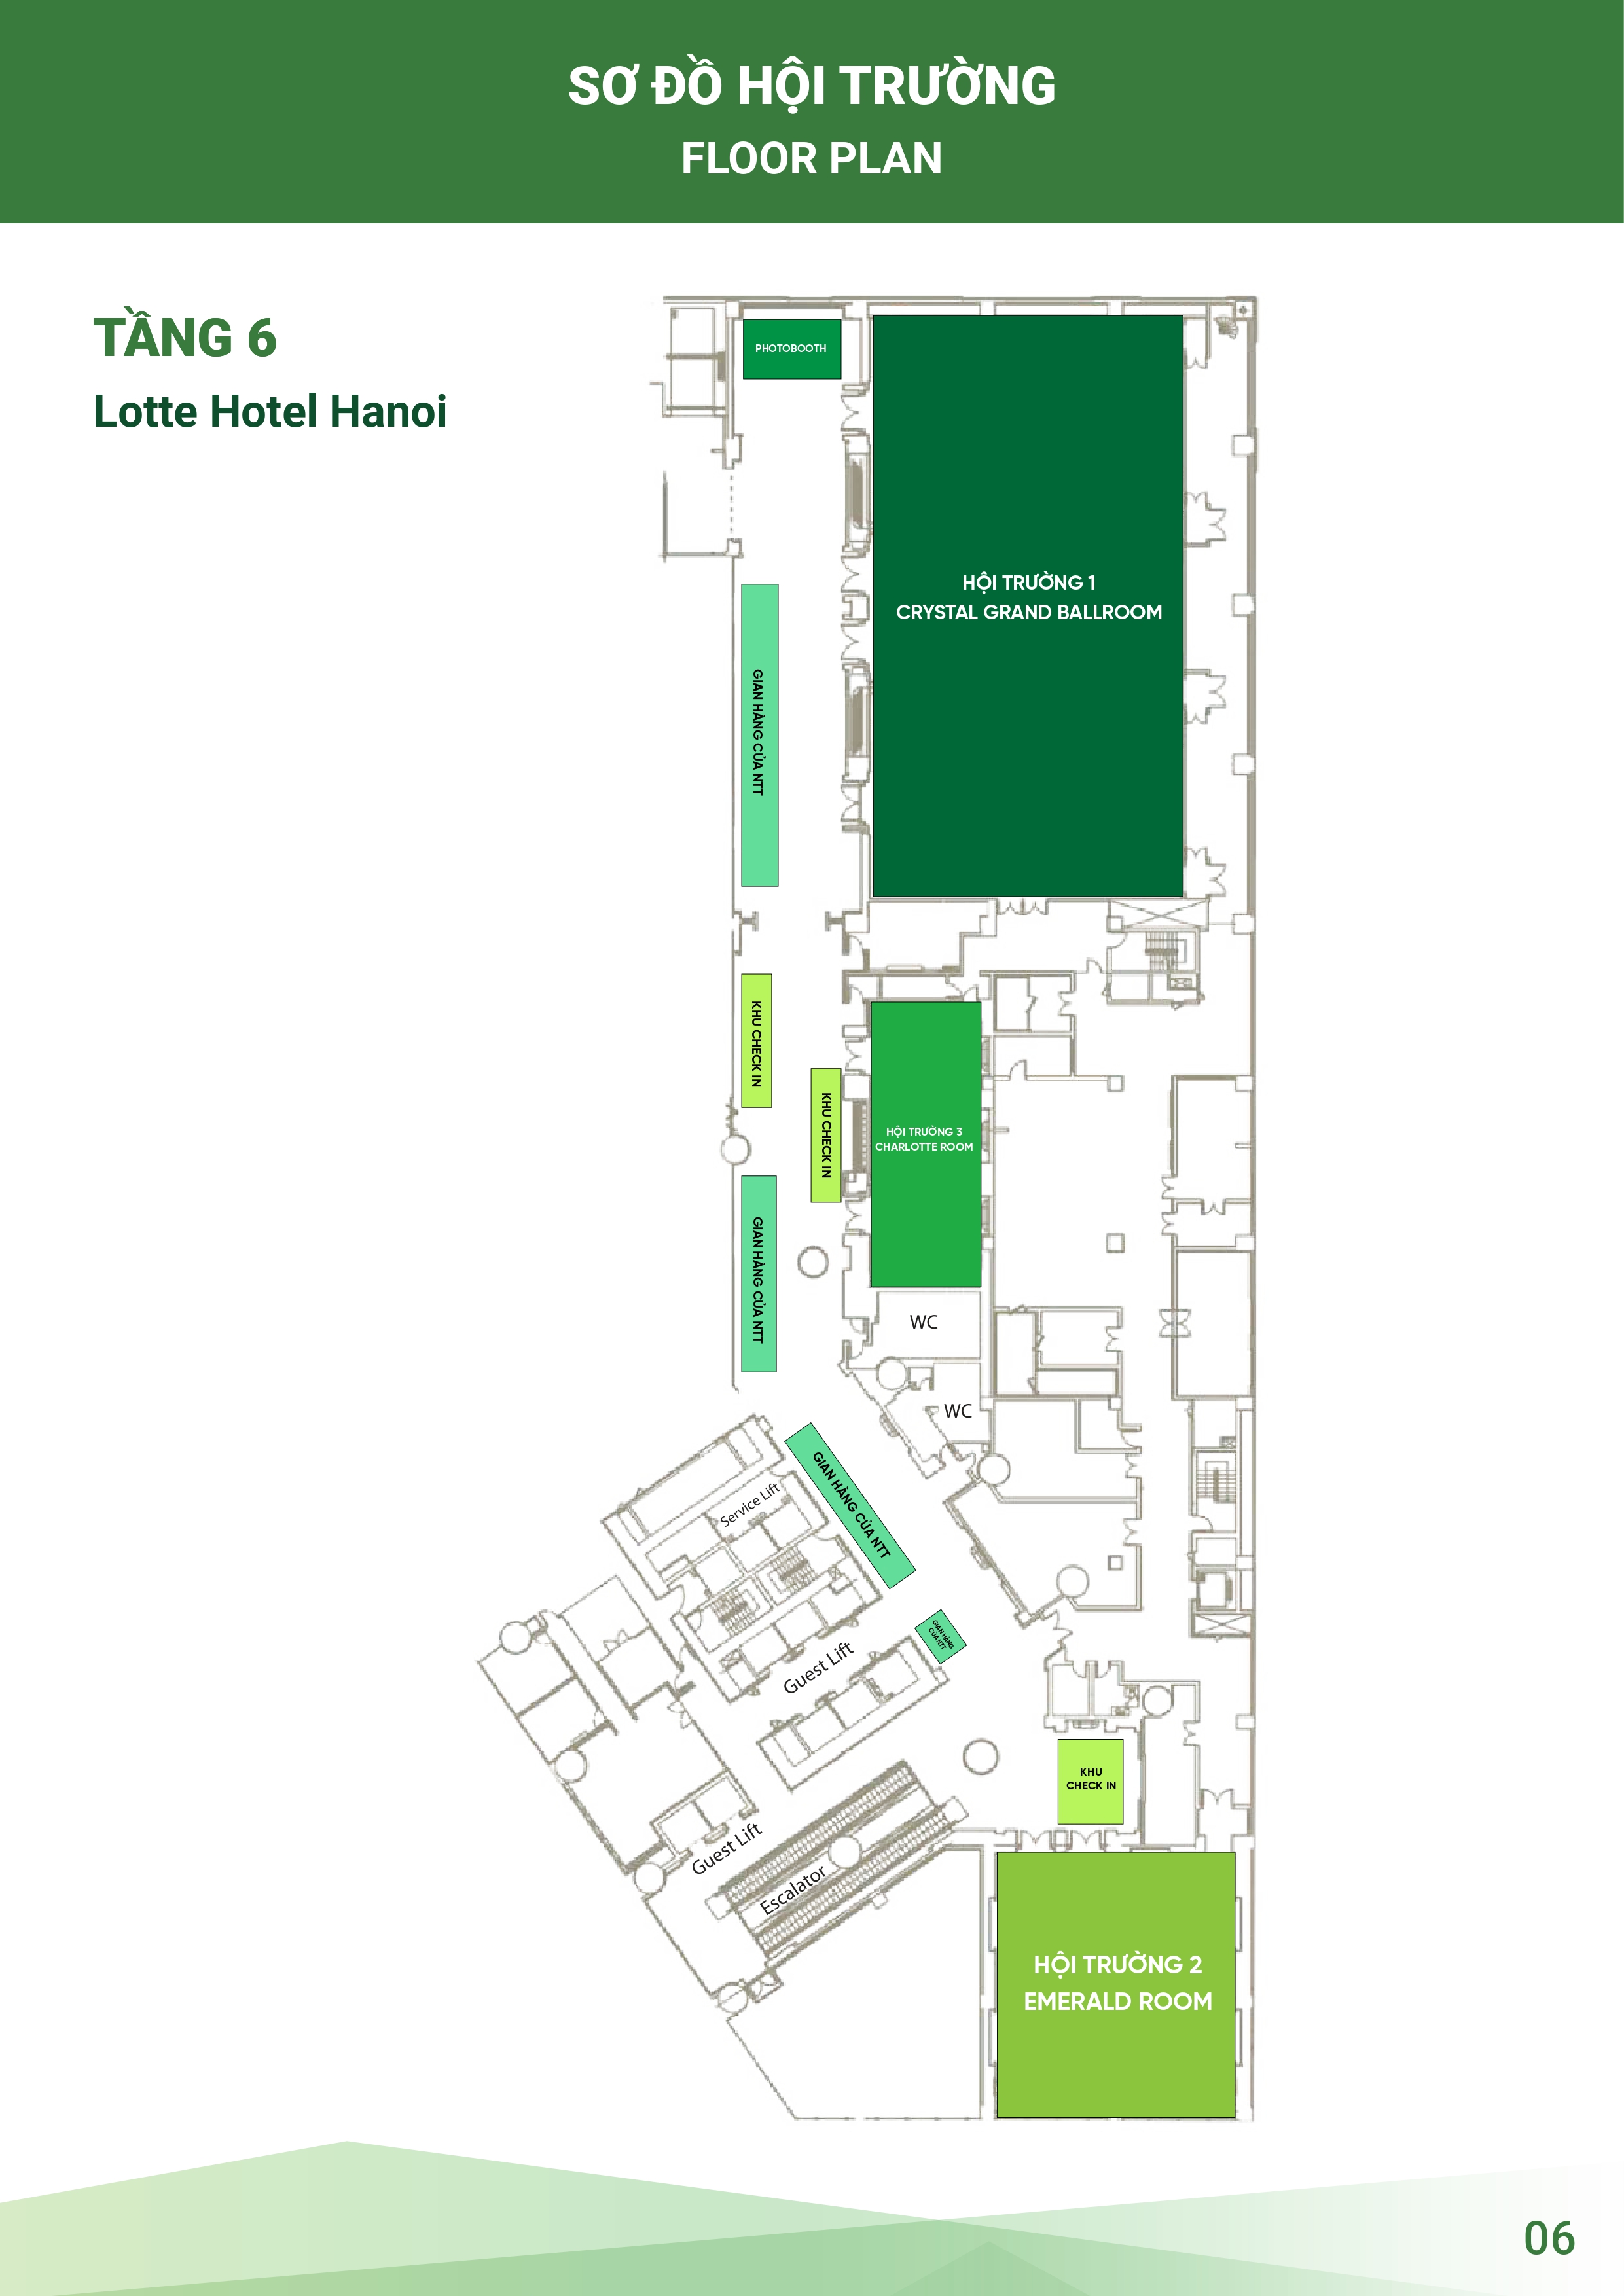 SƠ ĐỒ HỘI TRƯỜNG
FLOOR PLAN
TẦNG 6
Lotte Hotel Hanoi
PHOTOBOOTH
HỘI TRƯỜNG 1
CRYSTAL GRAND BALLROOM
GIAN HÀNG CỦA NTT
KHU CHECK IN
KHU CHECK IN
HỘI TRƯỜNG 3
CHARLOTTE ROOM
GIAN HÀNG CỦA NTT
WC
WC
GIAN HÀNG CỦA NTT
Service Lift
GIAN HÀNG
CỦA NTT
Guest Lift
KHU
CHECK IN
Guest Lift
Escalator
HỘI TRƯỜNG 2
EMERALD ROOM
06